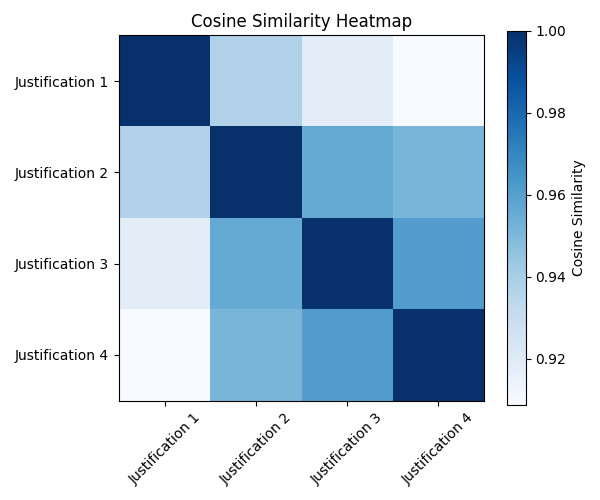 Cosine Similarity Heatmap
Justification 1
Justification 2
Justification 3
Justification 4
Justification 1
Justification 2
Justification 3
Justification 4
1.00
0.98
0.96
0.94
0.92
Cosine Similarity